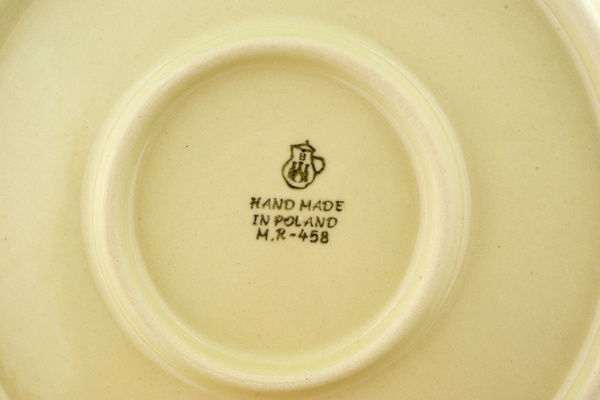 B
HAND MADE
IN POLAND
M.R-458